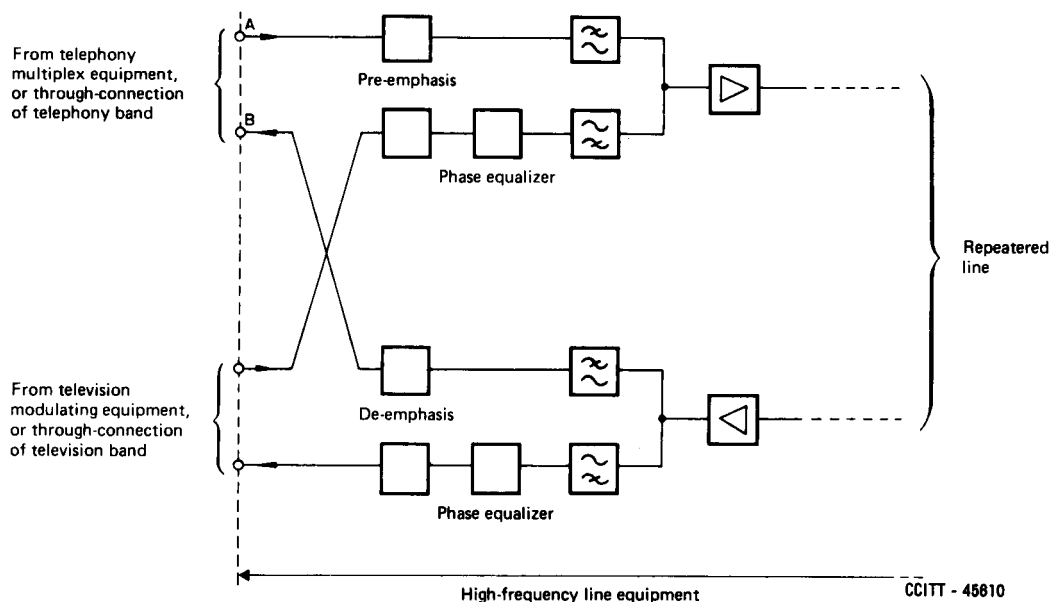 A
From telephony
multiplex equipment,
or through-connection
of telephony band
Pre-emphasis
B
Phase equalizer
Repeatered
line
From television
modulating equipment,
or through-connection
of television band
De-emphasis
Phase equalizer
High-frequency line equipment
CCITT - 45810